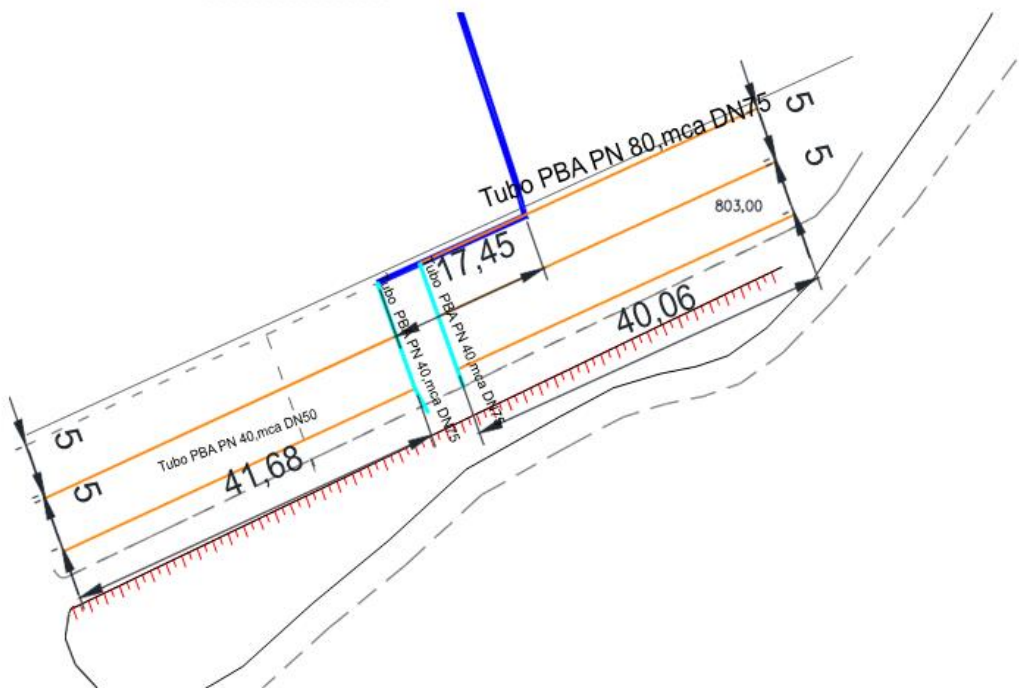 Tubo PBA PN 80,mca DN75
5
5
803,00
17,45
Tubo PBA PN 40,mca DN75
Tubo PBA PN 40,mca DN75
40,06
5
5
Tubo PBA PN 40,mca DN50
41,68